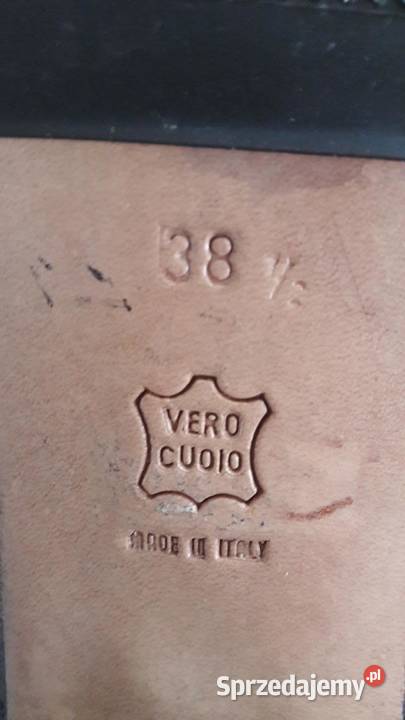 38 1/2
VERO
CUOIO
MADE IN ITALY
Sprzedajemy.pl